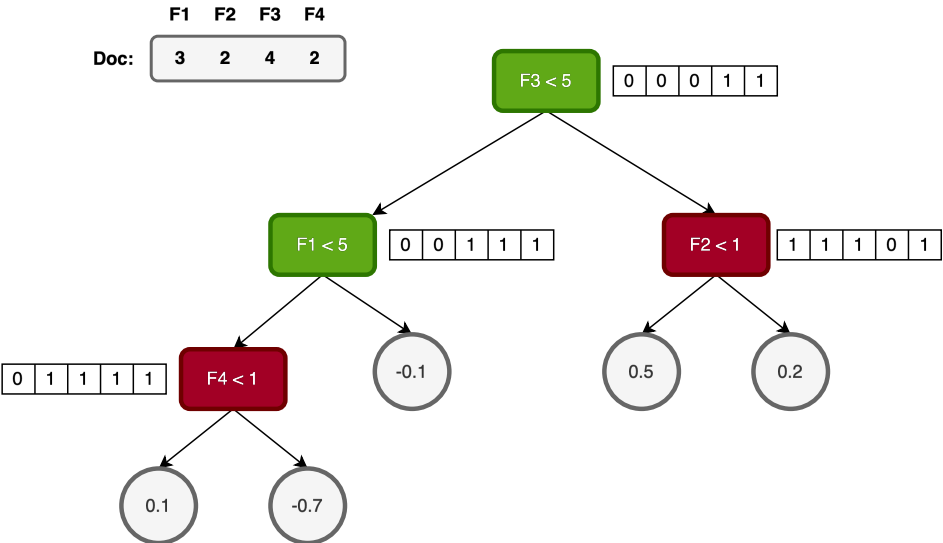 F1 F2 F3 F4
Doc: 3 2 4 2
F3 < 5 0 0 0 1 1
F1 < 5 0 0 1 1 1
F2 < 1 1 1 1 0 1
0 1 1 1 1 F4 < 1
-0.1
0.5
0.2
0.1
-0.7